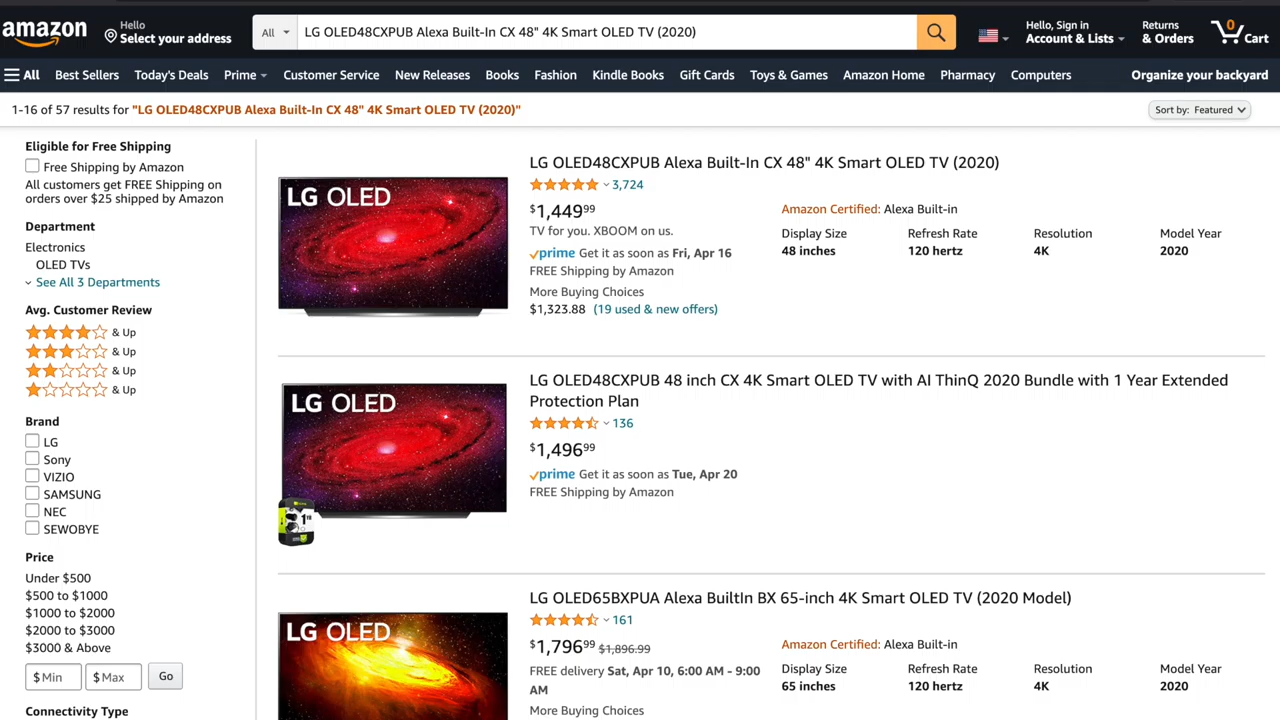 amazon
Hello
Select your address
All
LG OLED48CXPUB Alexa Built-In CX 48" 4K Smart OLED TV (2020)
Hello, Sign in
Account & Lists
Returns
& Orders
0
Cart
All
Best Sellers
Today's Deals
Prime
Customer Service
New Releases
Books
Fashion
Kindle Books
Gift Cards
Toys & Games
Amazon Home
Pharmacy
Computers
Organize your backyard
1-16 of 57 results for "LG OLED48CXPUB Alexa Built-In CX 48" 4K Smart OLED TV (2020)"
Sort by: Featured
Eligible for Free Shipping
Free Shipping by Amazon
All customers get FREE Shipping on
orders over $25 shipped by Amazon
Department
Electronics
OLED TVs
See All 3 Departments
Avg. Customer Review
& Up
& Up
& Up
& Up
Brand
LG
Sony
VIZIO
SAMSUNG
NEC
SEWOBYE
Price
Under $500
$500 to $1000
$1000 to $2000
$2000 to $3000
$3000 & Above
$ Min
$ Max
Go
Connectivity Type
LG OLED
LG OLED48CXPUB Alexa Built-In CX 48" 4K Smart OLED TV (2020)
3,724
$1,449.99
TV for you. XBOOM on us.
prime Get it as soon as Fri, Apr 16
FREE Shipping by Amazon
More Buying Choices
$1,323.88 (19 used & new offers)
Amazon Certified: Alexa Built-in
Display Size Refresh Rate Resolution Model Year
48 inches 120 hertz 4K 2020
LG OLED
LG OLED48CXPUB 48 inch CX 4K Smart OLED TV with AI ThinQ 2020 Bundle with 1 Year Extended
Protection Plan
136
$1,496.99
prime Get it as soon as Tue, Apr 20
FREE Shipping by Amazon
LG OLED
LG OLED65BXPUA Alexa BuiltIn BX 65-inch 4K Smart OLED TV (2020 Model)
161
$1,796.99 $1,896.99
FREE delivery Sat, Apr 10, 6:00 AM - 9:00
AM
More Buying Choices
Amazon Certified: Alexa Built-in
Display Size Refresh Rate Resolution Model Year
65 inches 120 hertz 4K 2020